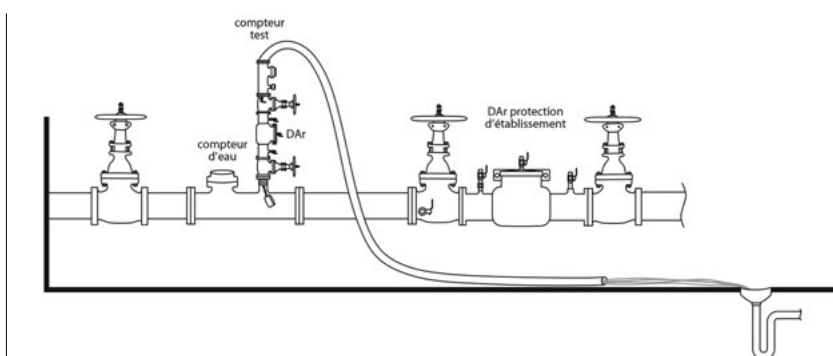 compteur
test
DAr
compteur
d'eau
DAr protection
d'établissement